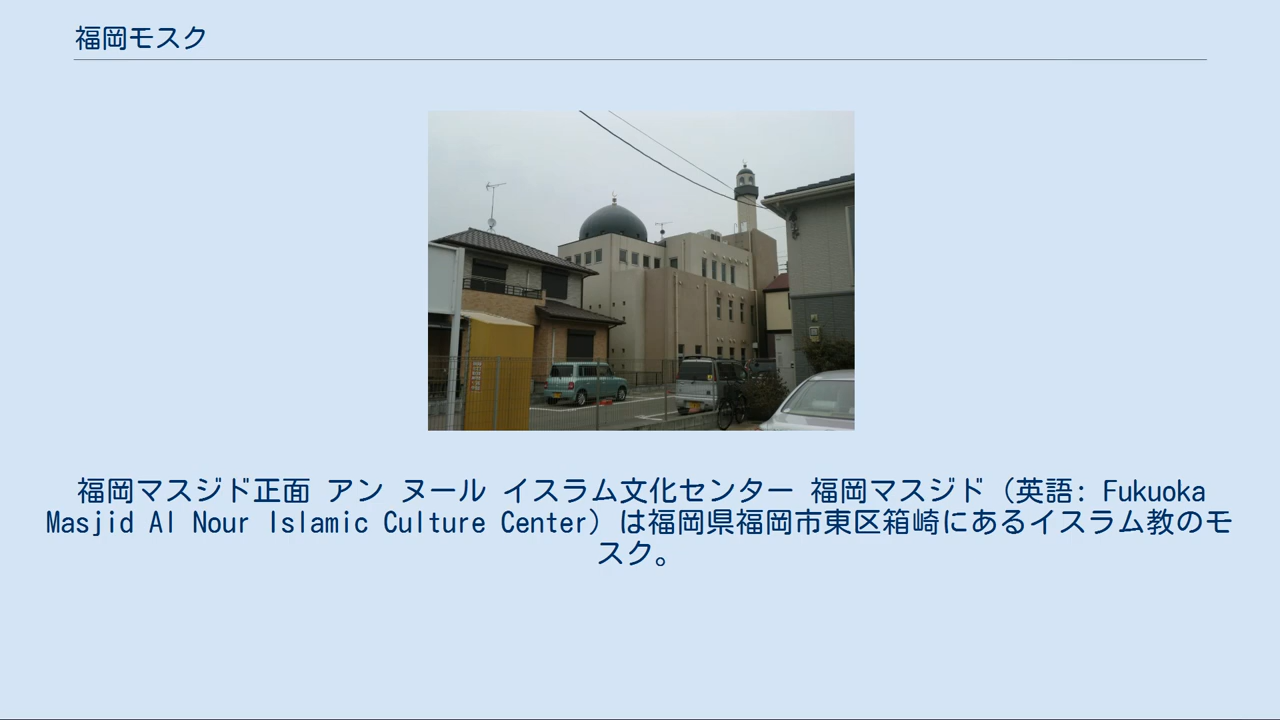 福岡モスク
福岡マスジド正面 アン ヌール イスラム文化センター 福岡マスジド（英語: Fukuoka
Masjid Al Nour Islamic Culture Center）は福岡県福岡市東区箱崎にあるイスラム教のモ
スク。